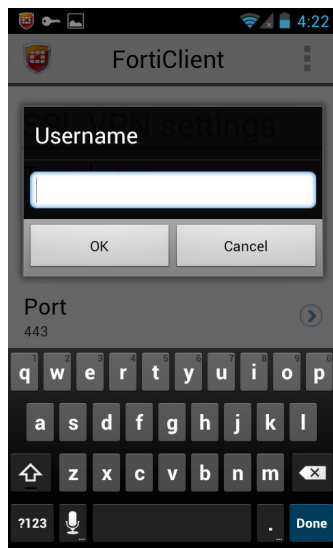 4:22
FortiClient
SSL VPN settings
Username
OK Cancel
Port
443
1 2 3 4 5 6 7 8 9 0
q w e r t y u i o p
a s d f g h j k l
z x c v b n m
?123 . Done